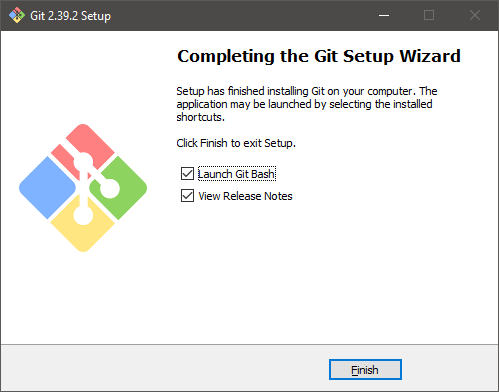 Git 2.39.2 Setup
Completing the Git Setup Wizard
Setup has finished installing Git on your computer. The
application may be launched by selecting the installed
shortcuts.
Click Finish to exit Setup.
Launch Git Bash
View Release Notes
Finish